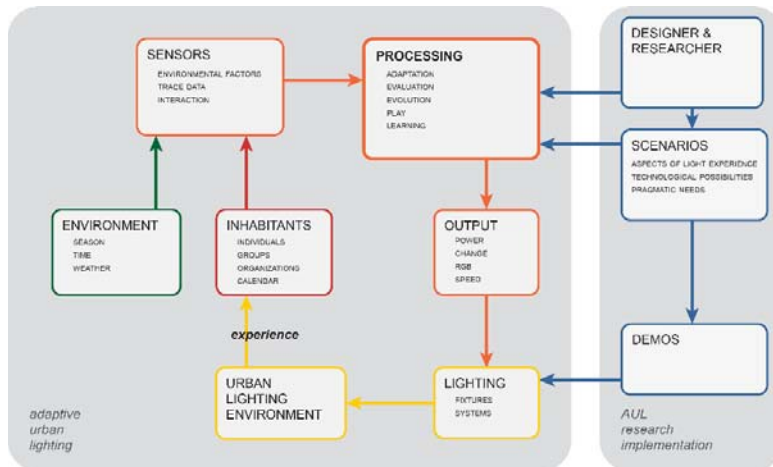 SENSORS
ENVIRONMENTAL FACTORS
TRACE DATA
INTERACTION
PROCESSING
ADAPTATION
EVALUATION
EVOLUTION
PLAY
LEARNING
DESIGNER &
RESEARCHER
SCENARIOS
ASPECTS OF LIGHT EXPERIENCE
TECHNOLOGICAL POSSIBILITIES
PRAGMATIC NEEDS
ENVIRONMENT
SEASON
TIME
WEATHER
INHABITANTS
INDIVIDUALS
GROUPS
ORGANIZATIONS
CALENDAR
OUTPUT
POWER
CHANGE
RGB
SPEED
experience
URBAN
LIGHTING
ENVIRONMENT
LIGHTING
FIXTURES
SYSTEMS
DEMOS
adaptive
urban
lighting
AUL
research
implementation